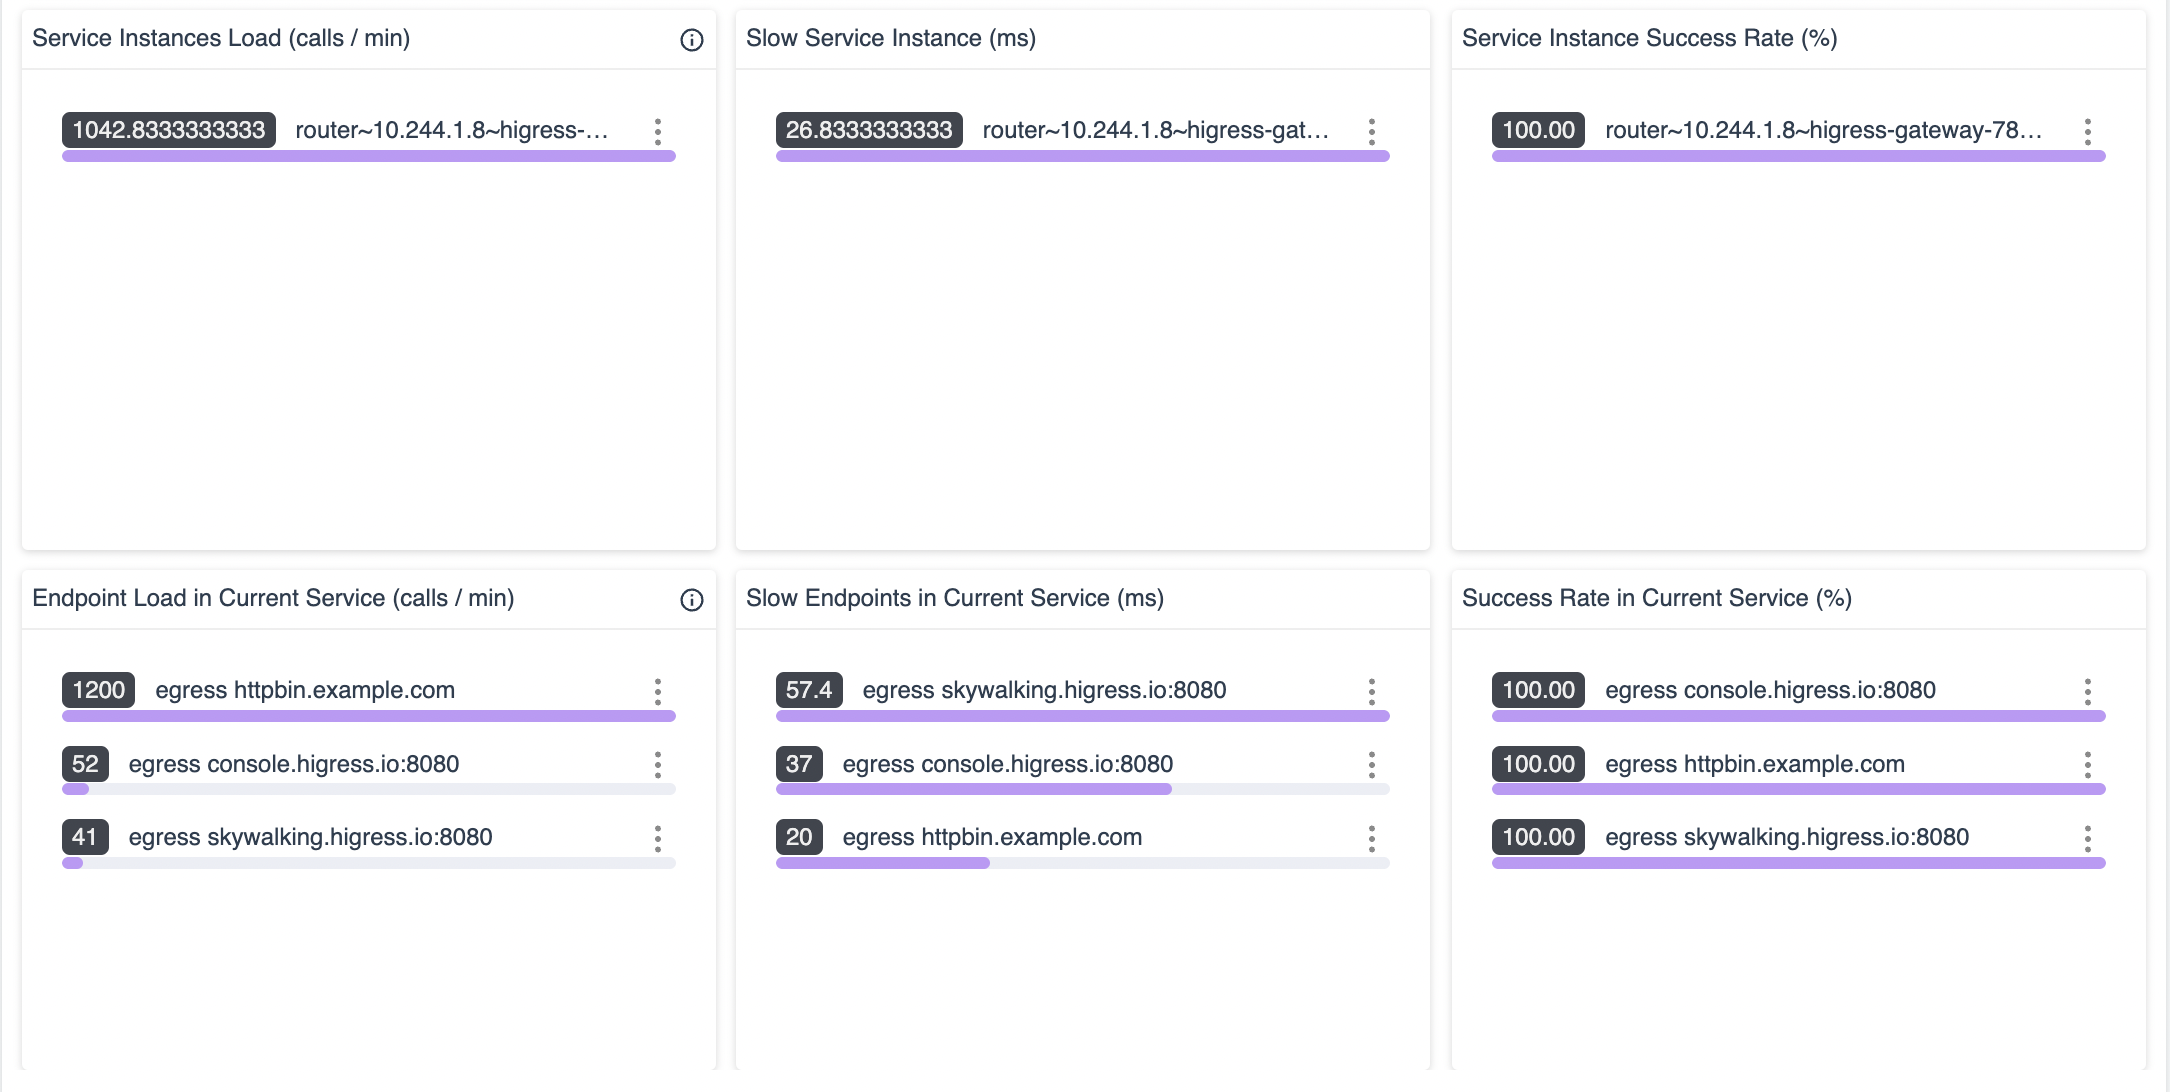 Service Instances Load (calls / min)
1042.8333333333 router~10.244.1.8~higress-...
Slow Service Instance (ms)
26.8333333333 router~10.244.1.8~higress-gat...
Service Instance Success Rate (%)
100.00 router~10.244.1.8~higress-gateway-78...
Endpoint Load in Current Service (calls / min)
1200 egress httpbin.example.com
52 egress console.higress.io:8080
41 egress skywalking.higress.io:8080
Slow Endpoints in Current Service (ms)
57.4 egress skywalking.higress.io:8080
37 egress console.higress.io:8080
20 egress httpbin.example.com
Success Rate in Current Service (%)
100.00 egress console.higress.io:8080
100.00 egress httpbin.example.com
100.00 egress skywalking.higress.io:8080